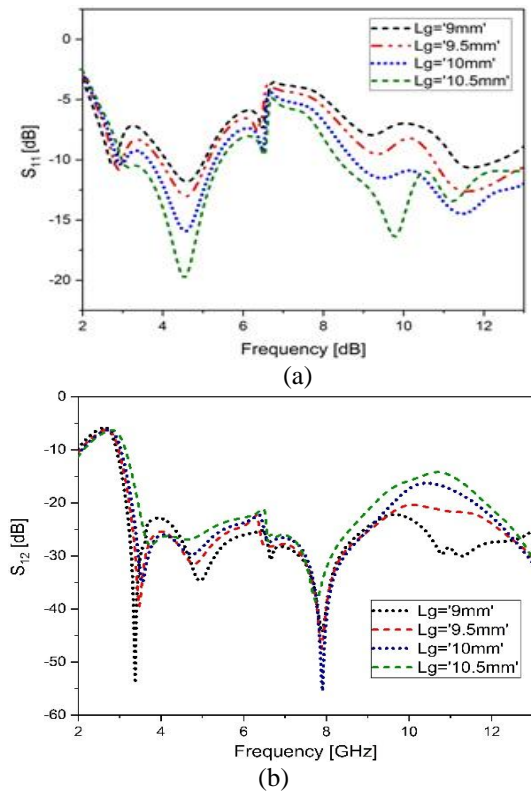 0
-5
-10
-15
-20
S11 [dB]
Lg='9mm'
Lg='9.5mm'
Lg='10mm'
Lg='10.5mm'
2 4 6 8 10 12
Frequency [dB]
(a)
0
-10
-20
-30
-40
-50
-60
S12 [dB]
Lg='9mm'
Lg='9.5mm'
Lg='10mm'
Lg='10.5mm'
2 4 6 8 10 12
Frequency [GHz]
(b)